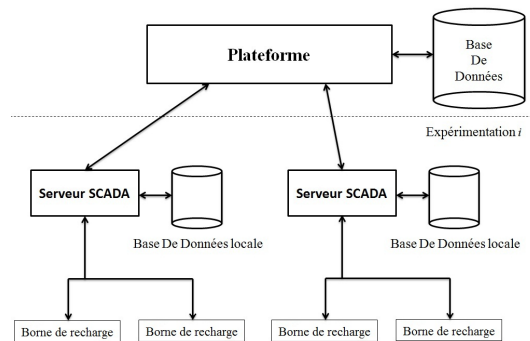 Plateforme
Base
De
Données
Expérimentation i
Serveur SCADA
Serveur SCADA
Base De Données locale
Base De Données locale
Borne de recharge
Borne de recharge
Borne de recharge
Borne de recharge